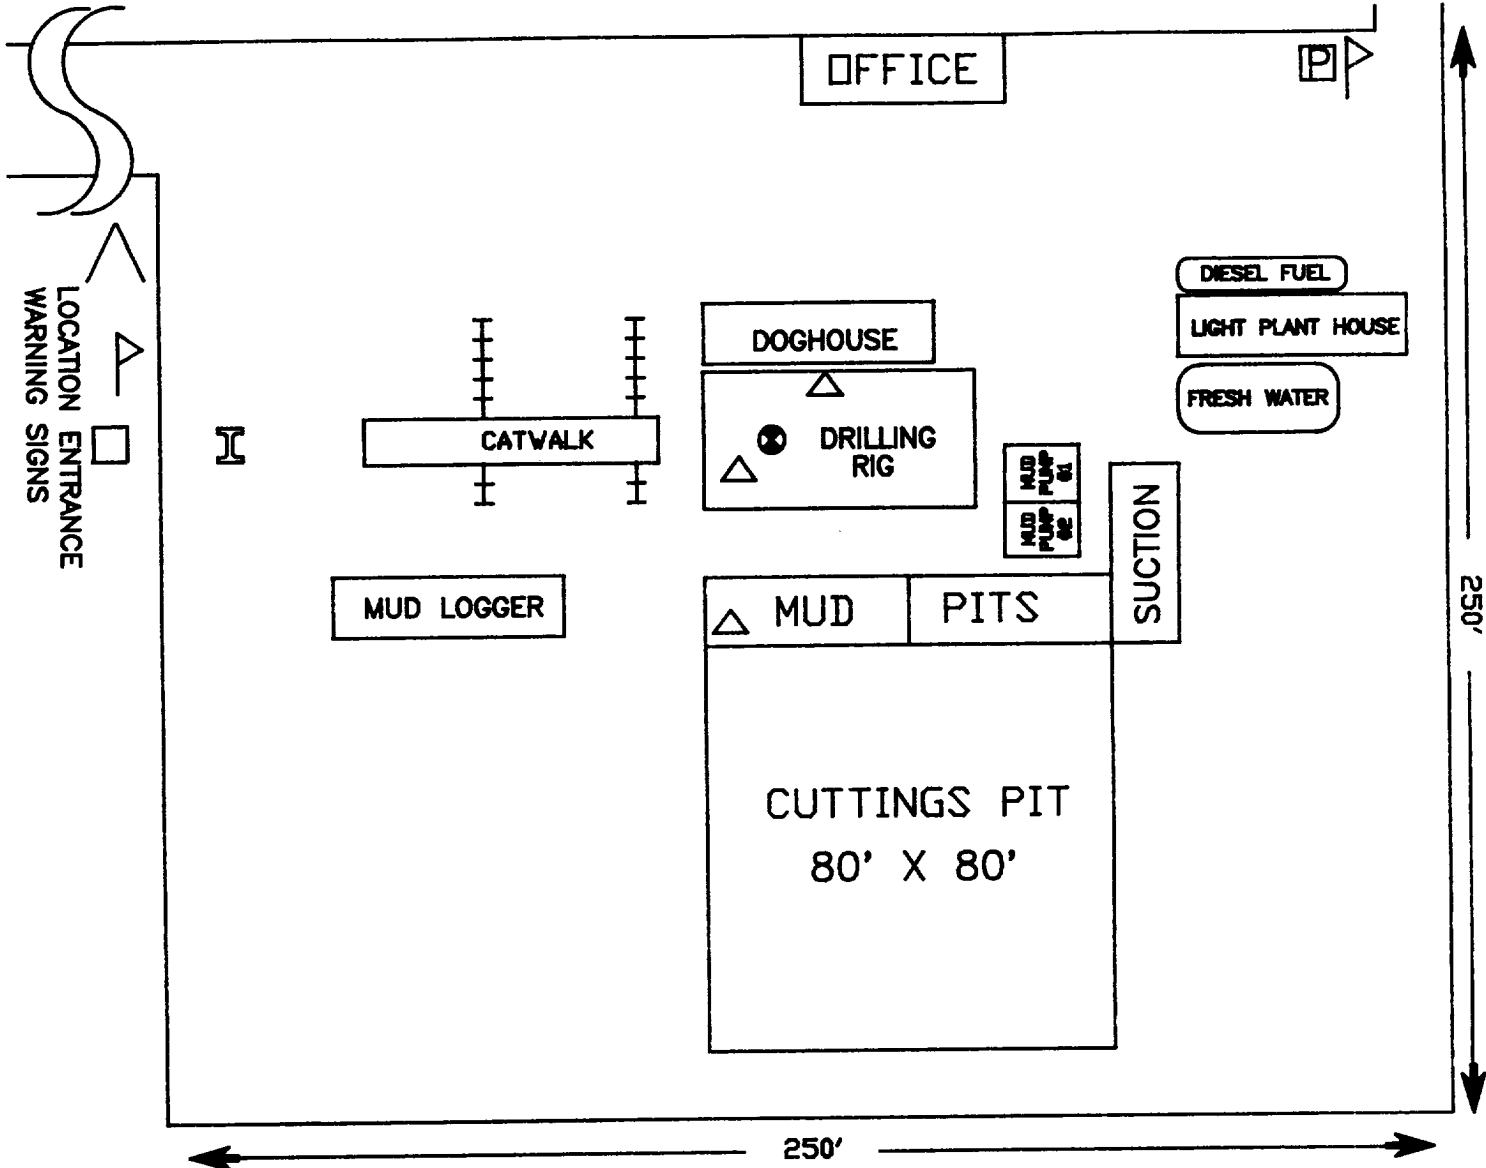 OFFICE
P
DIESEL FUEL
LIGHT PLANT HOUSE
FRESH WATER
DOGHOUSE
DRILLING
RIG
CATWALK
I
MUD
PUMP
#1
MUD
PUMP
#2
SUCTION
MUD LOGGER
MUD
PITS
CUTTINGS PIT
80' X 80'
LOCATION ENTRANCE
WARNING SIGNS
250'
250'